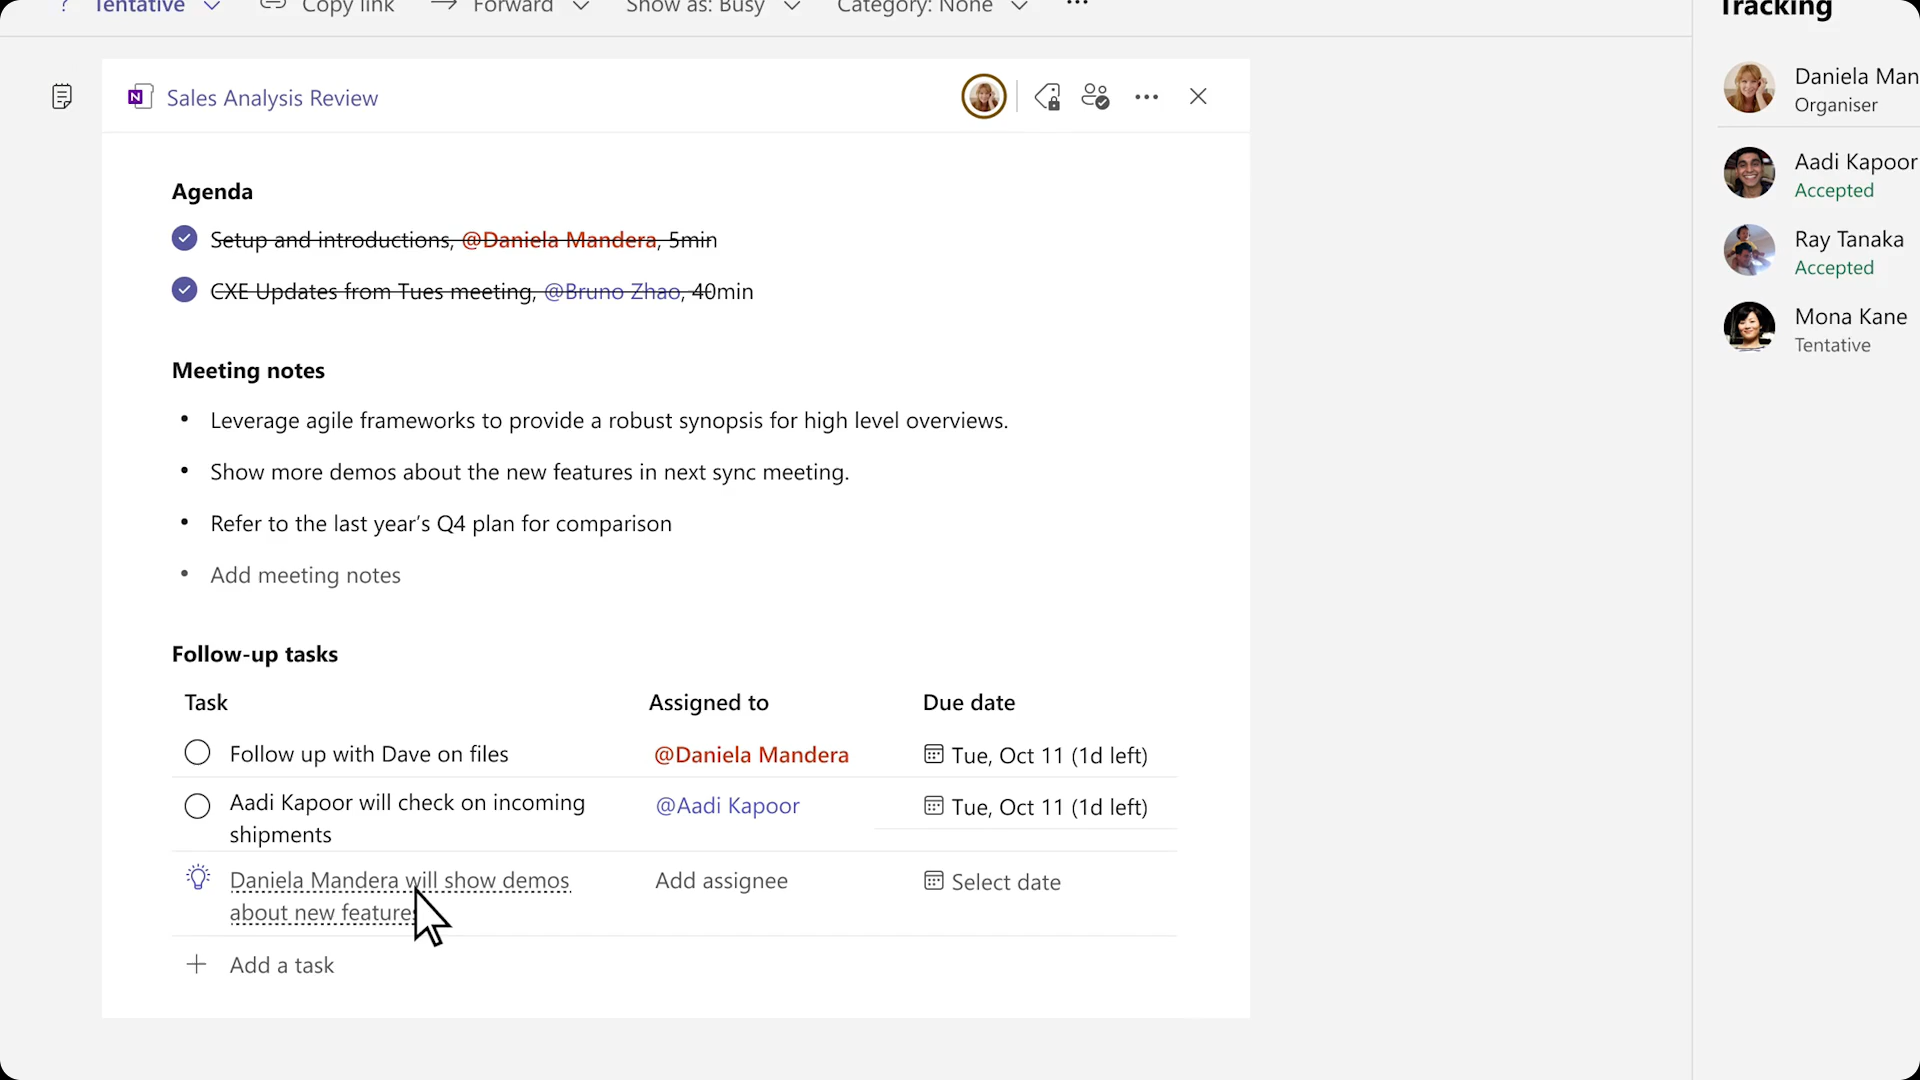 ? Tentative
Copy link
Forward
Show as: Busy
Category: None
...
Tracking
N Sales Analysis Review
Agenda
Setup and introductions, @Daniela Mandera, 5min
CXE Updates from Tues meeting, @Bruno Zhao, 40min
Meeting notes
• Leverage agile frameworks to provide a robust synopsis for high level overviews.
• Show more demos about the new features in next sync meeting.
• Refer to the last year’s Q4 plan for comparison
• Add meeting notes
Follow-up tasks
Task Assigned to Due date
Follow up with Dave on files @Daniela Mandera Tue, Oct 11 (1d left)
Aadi Kapoor will check on incoming @Aadi Kapoor Tue, Oct 11 (1d left)
shipments
Daniela Mandera will show demos Add assignee Select date
about new features
+ Add a task
Daniela Man
Organiser
Aadi Kapoor
Accepted
Ray Tanaka
Accepted
Mona Kane
Tentative